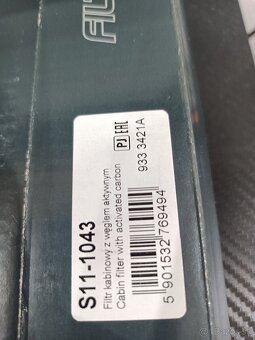 S11-1043
Filtr kabinowy z węglem aktywnym
Cabin filter with activated carbon
PJ EAC
933 3421A
5 901532 769494